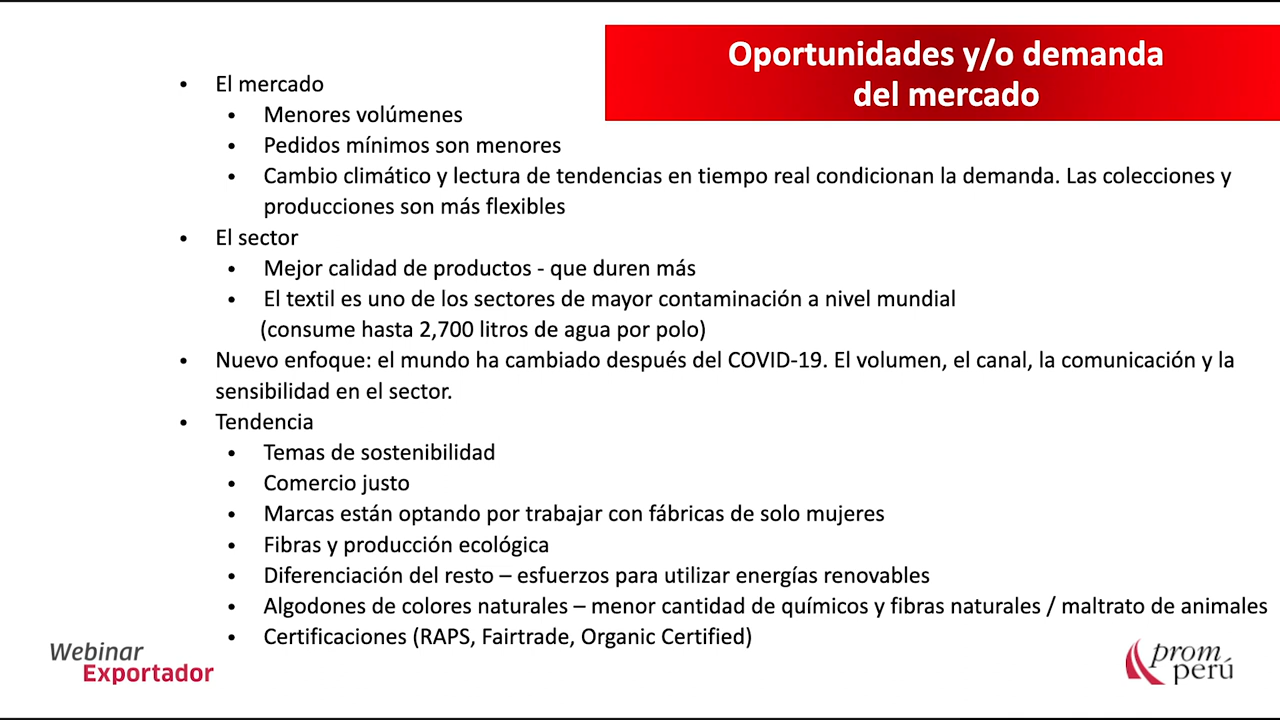 Oportunidades y/o demanda
del mercado
• El mercado
• Menores volúmenes
• Pedidos mínimos son menores
• Cambio climático y lectura de tendencias en tiempo real condicionan la demanda. Las colecciones y
producciones son más flexibles
• El sector
• Mejor calidad de productos - que duren más
• El textil es uno de los sectores de mayor contaminación a nivel mundial
(consume hasta 2,700 litros de agua por polo)
• Nuevo enfoque: el mundo ha cambiado después del COVID-19. El volumen, el canal, la comunicación y la
sensibilidad en el sector.
• Tendencia
• Temas de sostenibilidad
• Comercio justo
• Marcas están optando por trabajar con fábricas de solo mujeres
• Fibras y producción ecológica
• Diferenciación del resto – esfuerzos para utilizar energías renovables
• Algodones de colores naturales – menor cantidad de químicos y fibras naturales / maltrato de animales
• Certificaciones (RAPS, Fairtrade, Organic Certified)
Webinar
Exportador
prom
perú